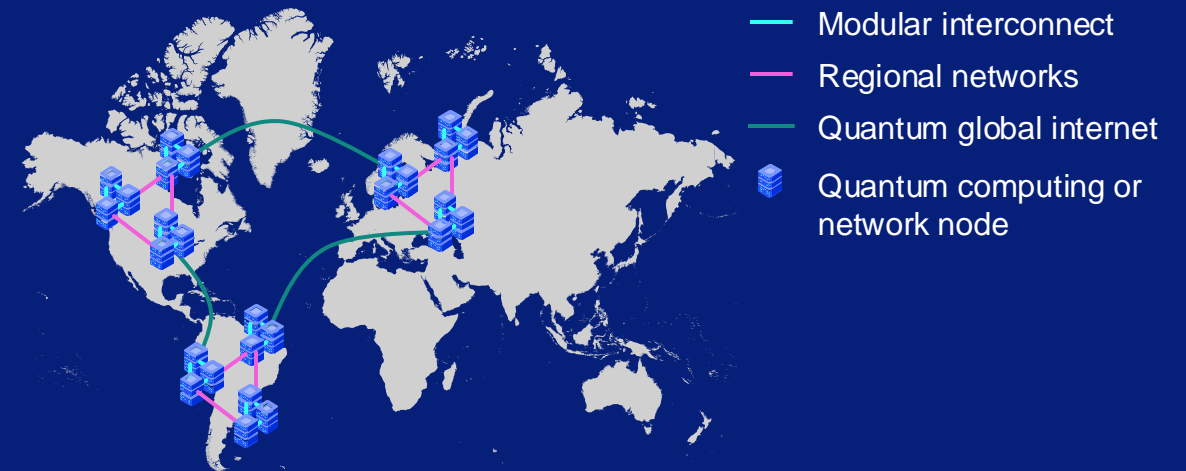 Modular interconnect
Regional networks
Quantum global internet
Quantum computing or
network node